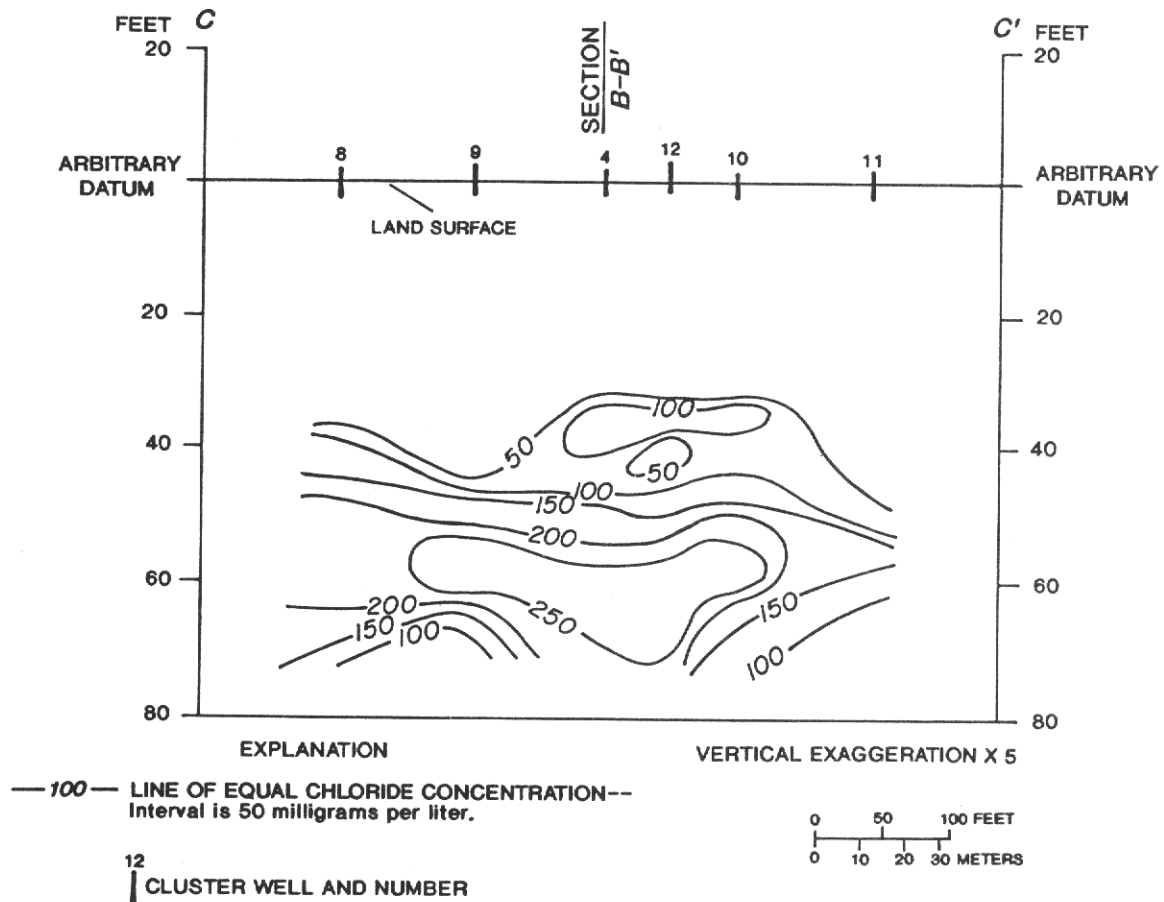 FEET C
C' FEET
20
20
SECTION
B-B'
8
9
4
12
10
11
ARBITRARY
DATUM
ARBITRARY
DATUM
LAND SURFACE
20
20
100
40
50
50
40
100
150
200
60
60
200
250
150
150
100
100
80
80
EXPLANATION
VERTICAL EXAGGERATION X 5
—100— LINE OF EQUAL CHLORIDE CONCENTRATION--
Interval is 50 milligrams per liter.
0 50 100 FEET
0 10 20 30 METERS
12
CLUSTER WELL AND NUMBER